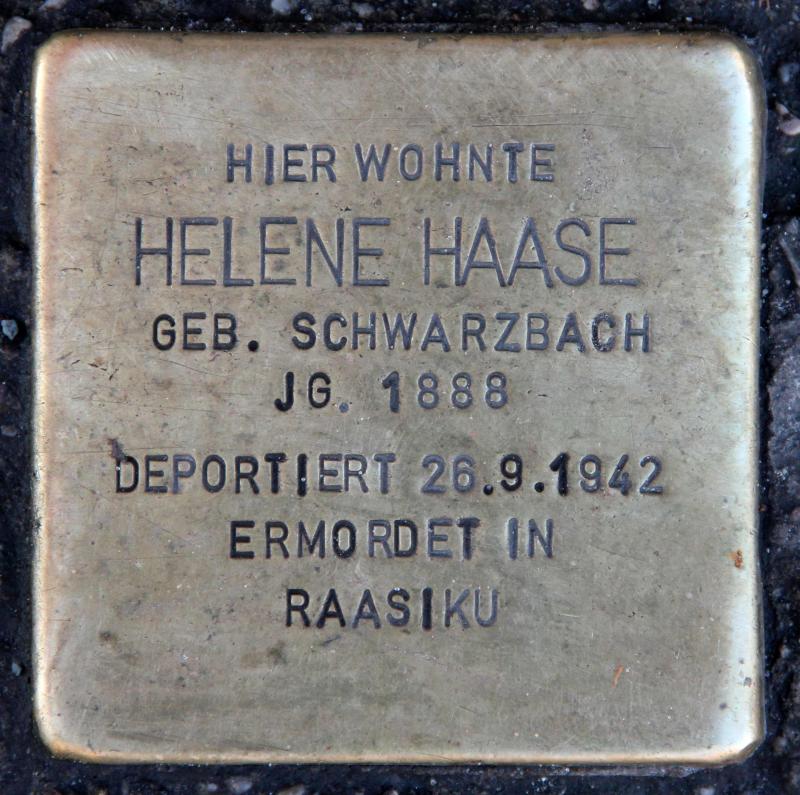 HIER WOHNTE
HELENE HAASE
GEB. SCHWARZBACH
JG. 1888
DEPORTIERT 26.9.1942
ERMORDET IN
RAASIKU